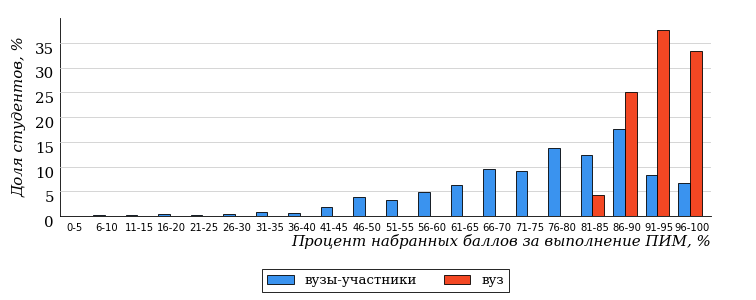 Доля студентов, %
35
30
25
20
15
10
5
0
0-5 6-10 11-15 16-20 21-25 26-30 31-35 36-40 41-45 46-50 51-55 56-60 61-65 66-70 71-75 76-80 81-85 86-90 91-95 96-100
Процент набранных баллов за выполнение ПИМ, %
вузы-участники вуз